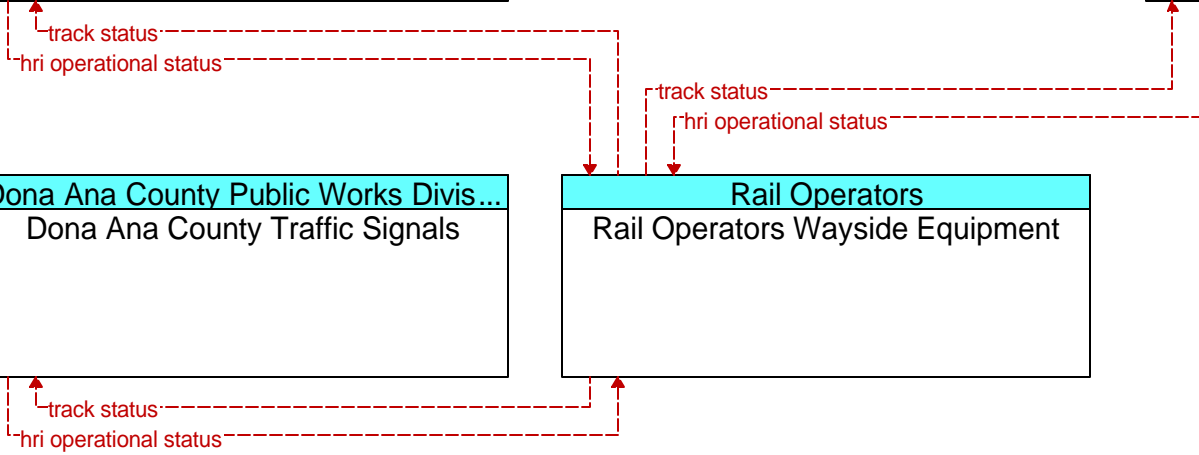 track status
hri operational status
track status
hri operational status
Dona Ana County Public Works Divis...
Dona Ana County Traffic Signals
Rail Operators
Rail Operators Wayside Equipment
track status
hri operational status